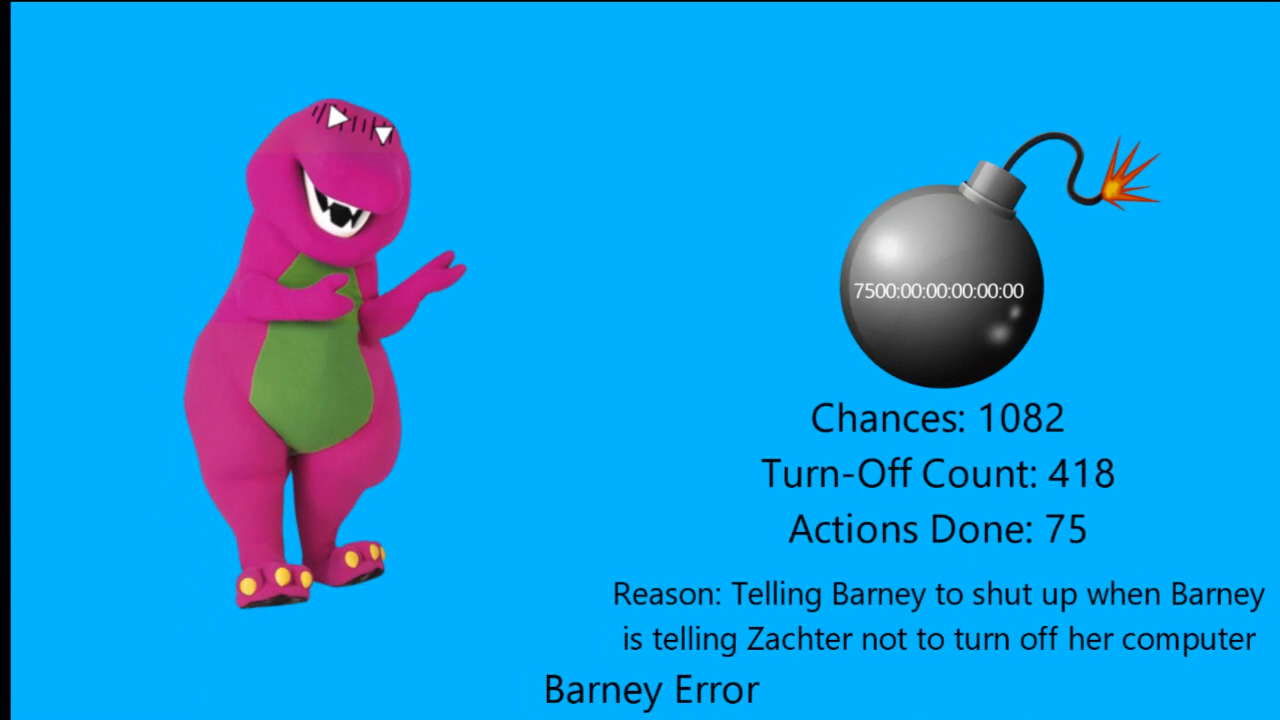 7500:00:00:00:00:00
Chances: 1082
Turn-Off Count: 418
Actions Done: 75
Reason: Telling Barney to shut up when Barney
is telling Zachter not to turn off her computer
Barney Error